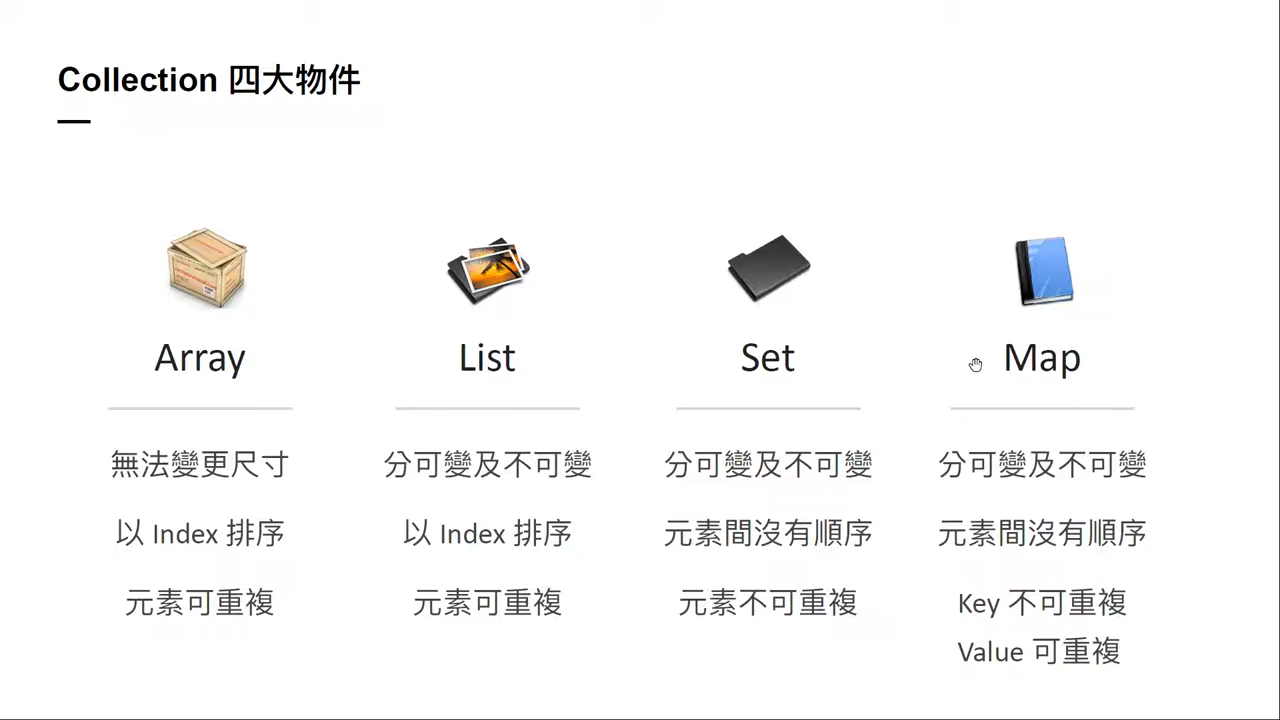 Collection 四大物件
Array
無法變更尺寸
以 Index 排序
元素可重複
List
分可變及不可變
以 Index 排序
元素可重複
Set
分可變及不可變
元素間沒有順序
元素不可重複
Map
分可變及不可變
元素間沒有順序
Key 不可重複
Value 可重複